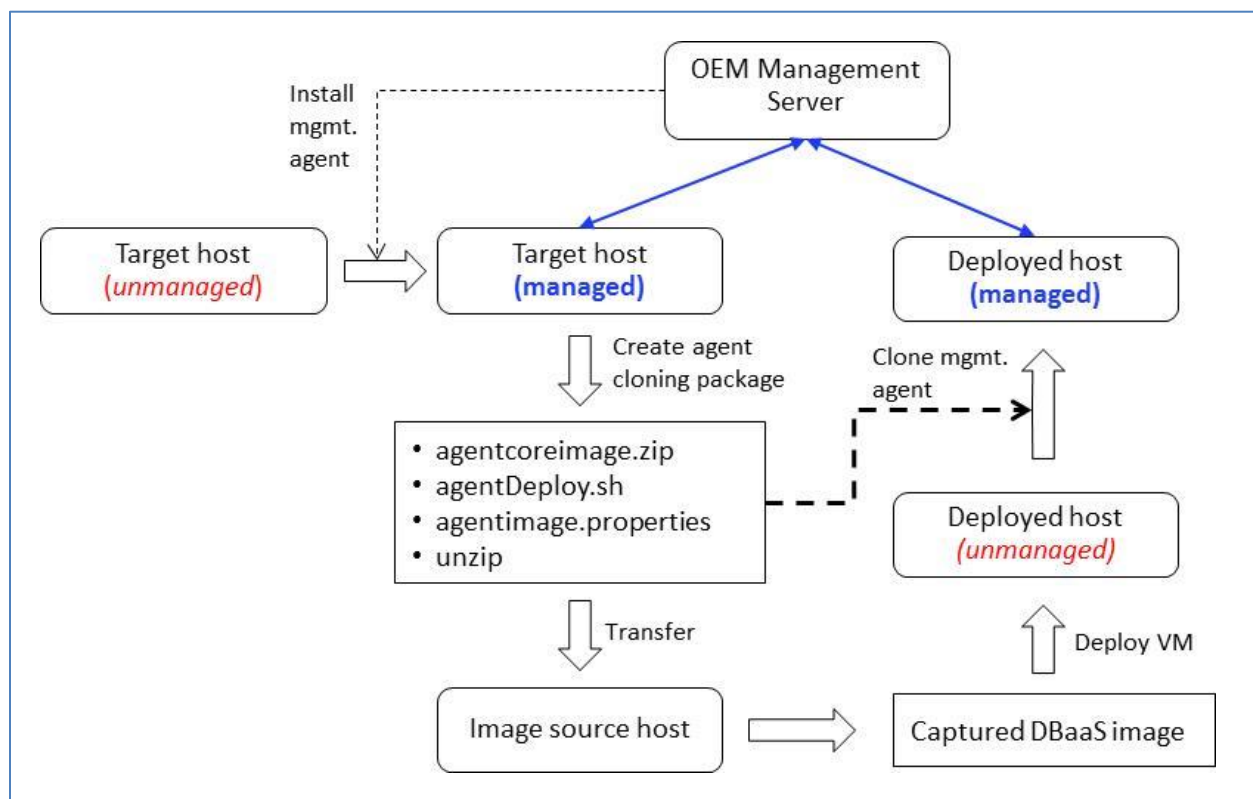 OEM Management
Server
Install
mgmt.
agent
Target host
(unmanaged)
Target host
(managed)
Deployed host
(managed)
Create agent
cloning package
Clone mgmt.
agent
• agentcoreimage.zip
• agentDeploy.sh
• agentimage.properties
• unzip
Deployed host
(unmanaged)
Transfer
Deploy VM
Image source host
Captured DBaaS image